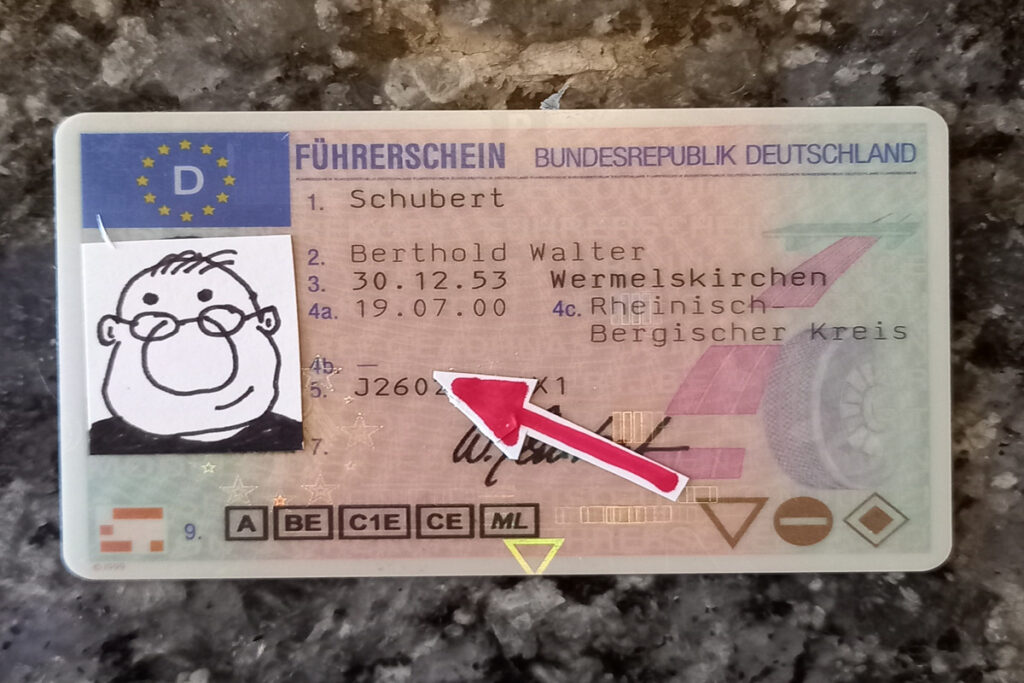 D
FÜHRERSCHEIN BUNDESREPUBLIK DEUTSCHLAND
1. Schubert
2. Berthold Walter
3. 30.12.53 Wermelskirchen
4a. 19.07.00 4c. Rheinisch-
Bergischer Kreis
4b. —
5. J2602 X1
7.
9. A BE C1E CE ML